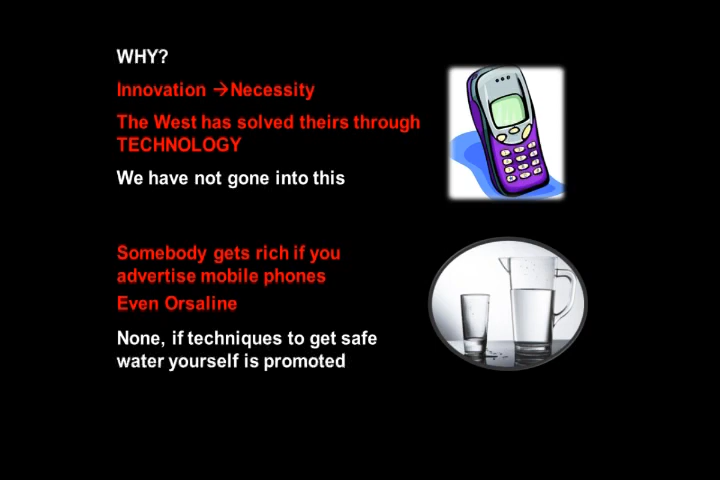 WHY?
Innovation →Necessity
The West has solved theirs through
TECHNOLOGY
We have not gone into this
Somebody gets rich if you
advertise mobile phones
Even Orsaline
None, if techniques to get safe
water yourself is promoted